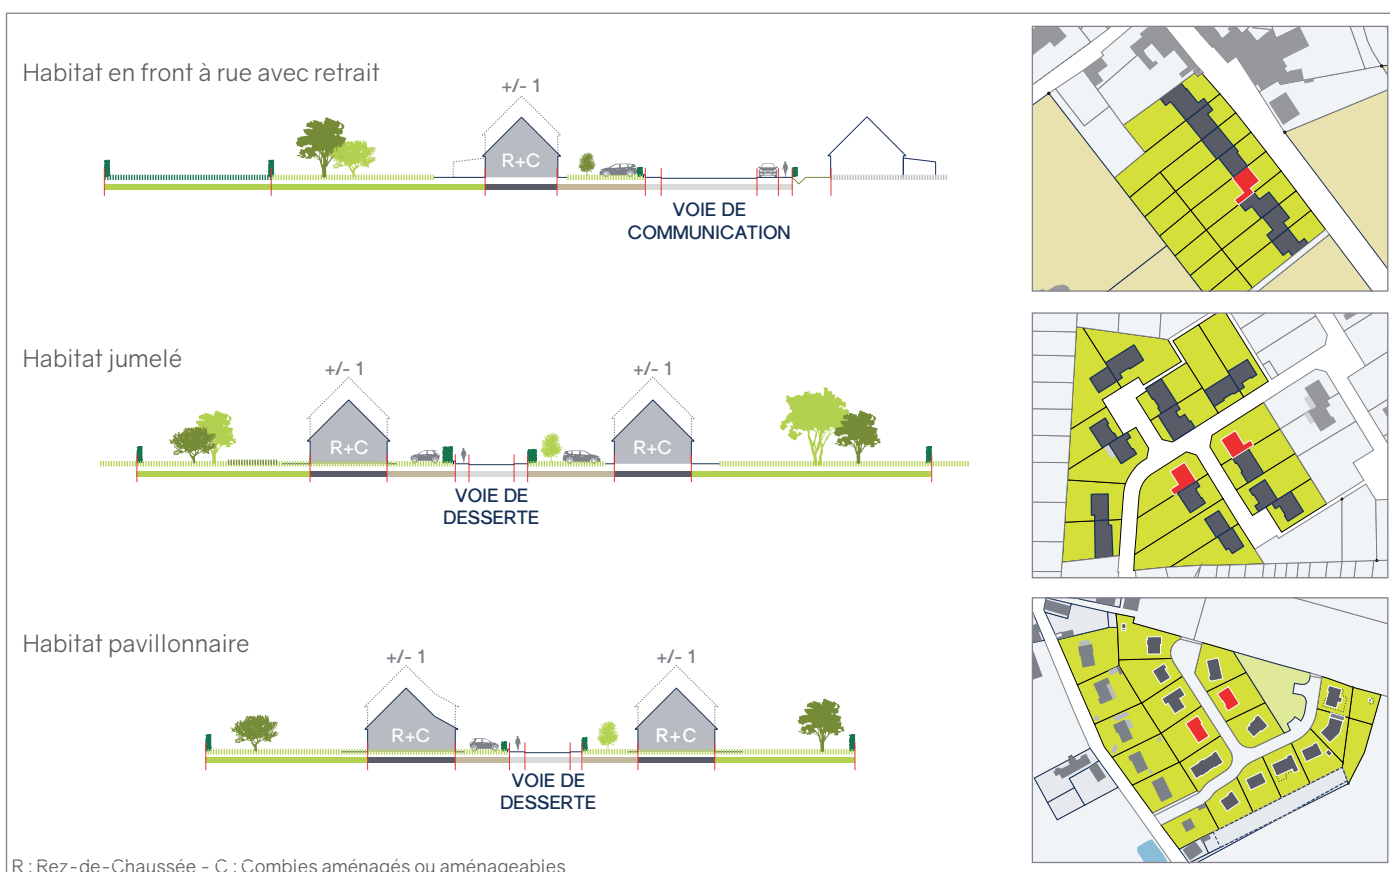 Habitat en front à rue avec retrait
+/- 1
R+C
VOIE DE
COMMUNICATION
Habitat jumelé
+/- 1
+/- 1
R+C
R+C
VOIE DE
DESSERTE
Habitat pavillonnaire
+/- 1
+/- 1
R+C
R+C
VOIE DE
DESSERTE
R : Rez-de-Chaussée - C : Combles aménagés ou aménageables